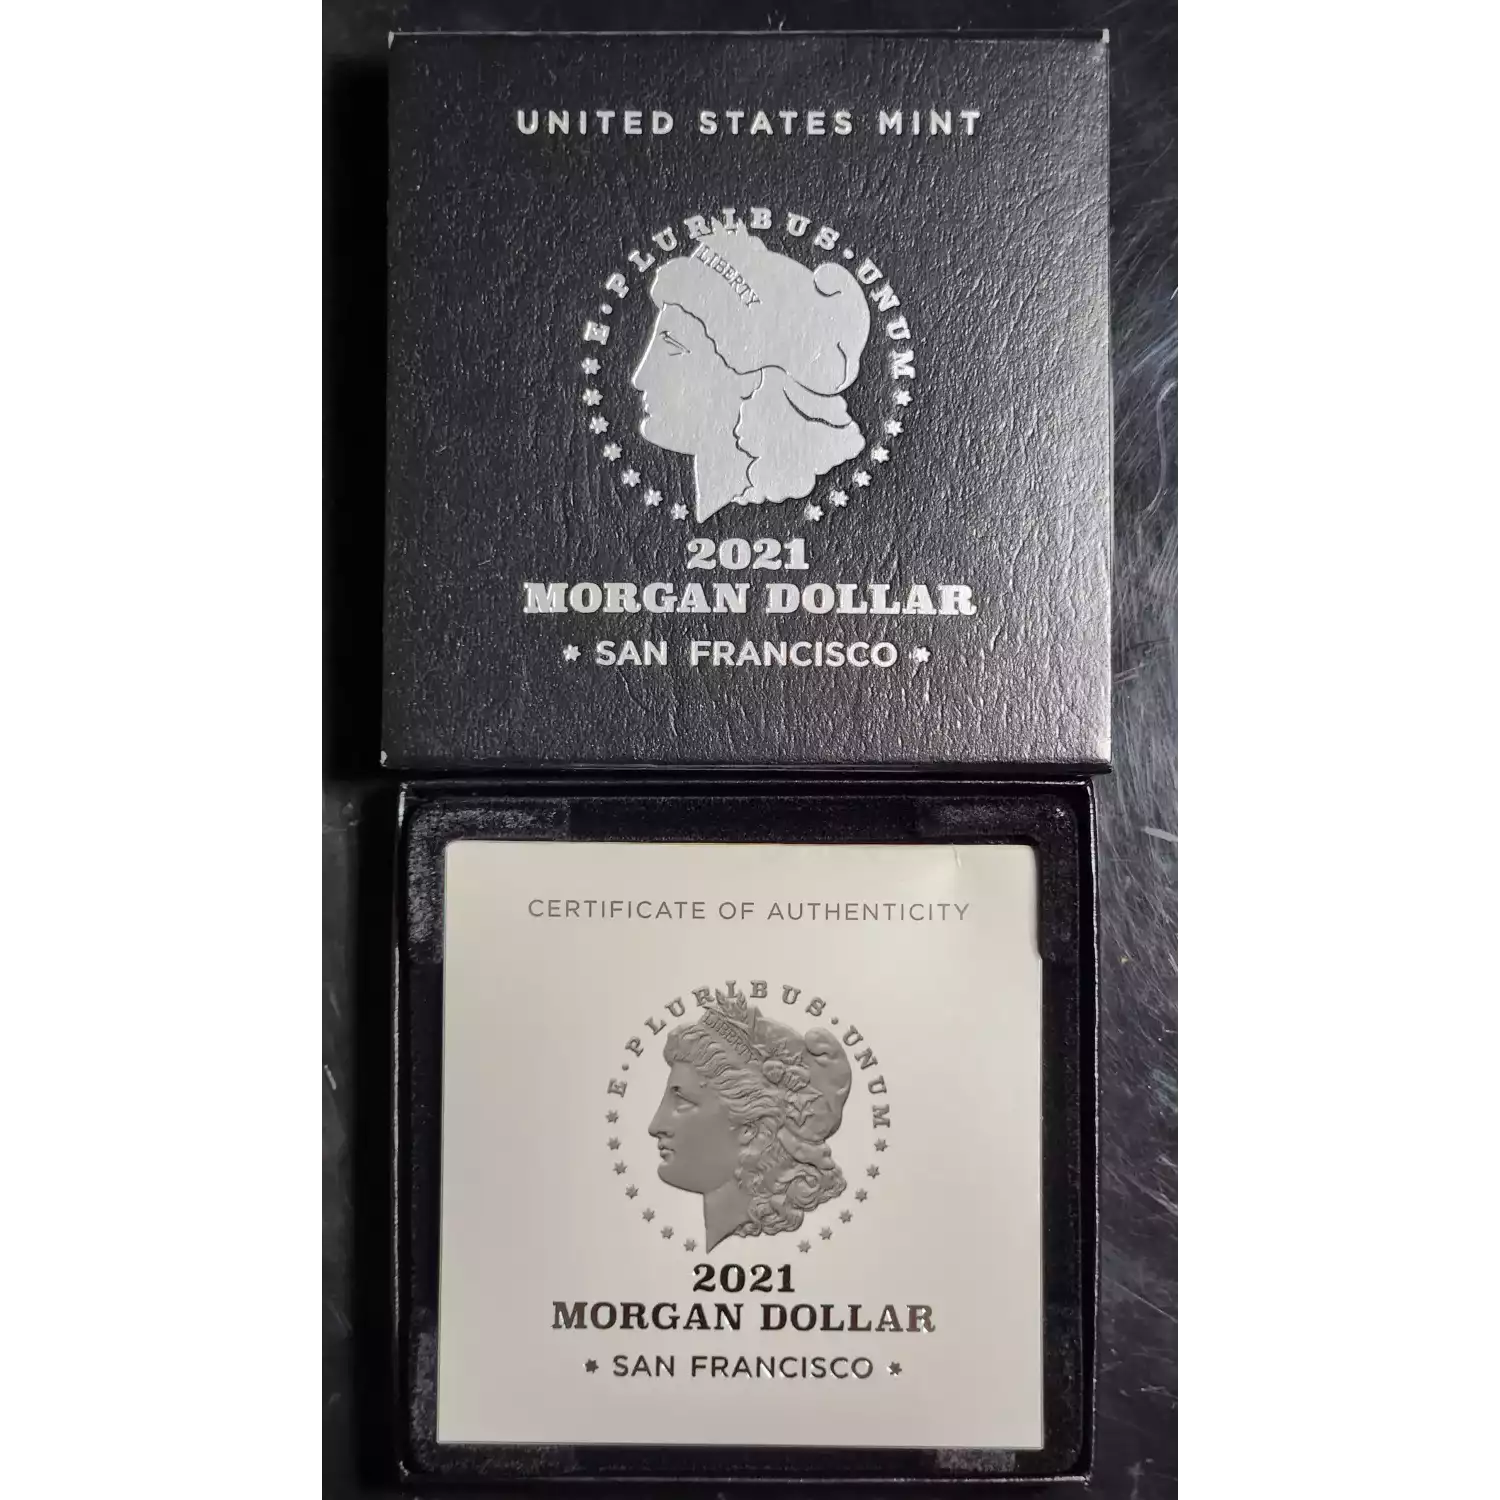 UNITED STATES MINT
E·PLURIBUS·UNUM
LIBERTY
2021
MORGAN DOLLAR
* SAN FRANCISCO *
CERTIFICATE OF AUTHENTICITY
E·PLURIBUS·UNUM
LIBERTY
2021
MORGAN DOLLAR
* SAN FRANCISCO *